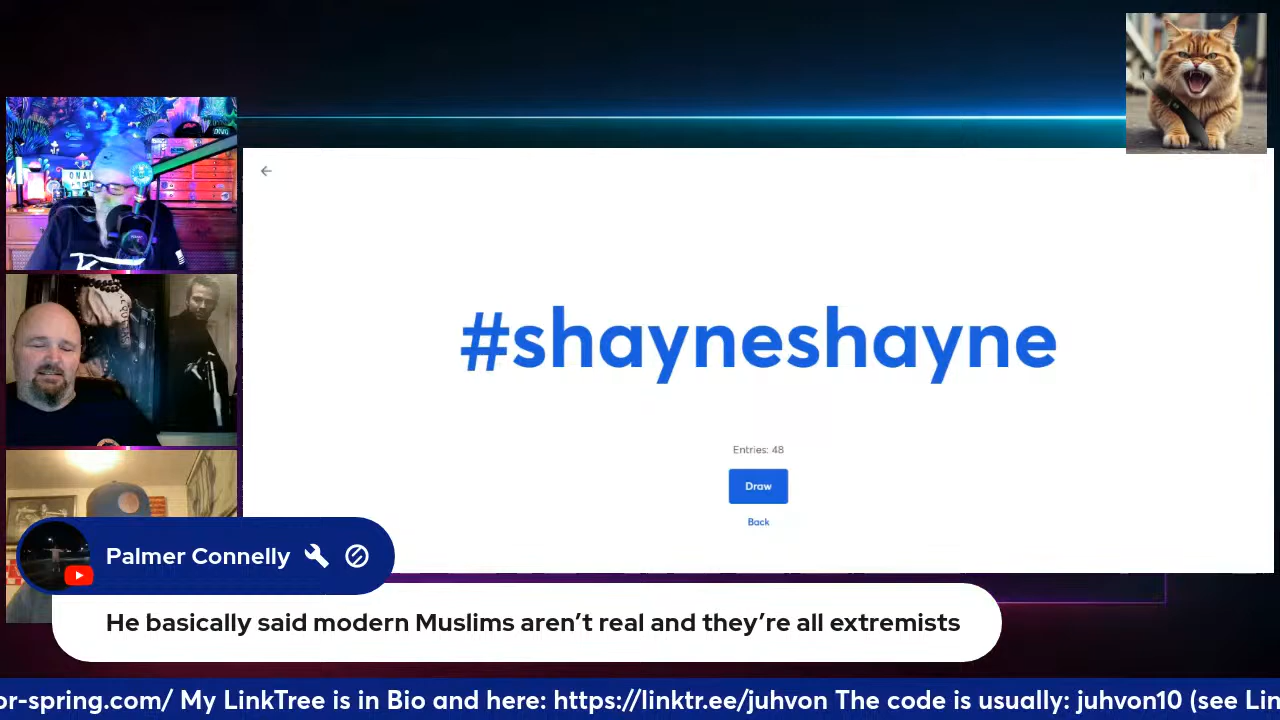 #shayneshayne
Entries: 48
Draw
Back
Palmer Connelly
He basically said modern Muslims aren’t real and they’re all extremists
or-spring.com/ My LinkTree is in Bio and here: https://linktr.ee/juhvon The code is usually: juhvon10 (see Lin